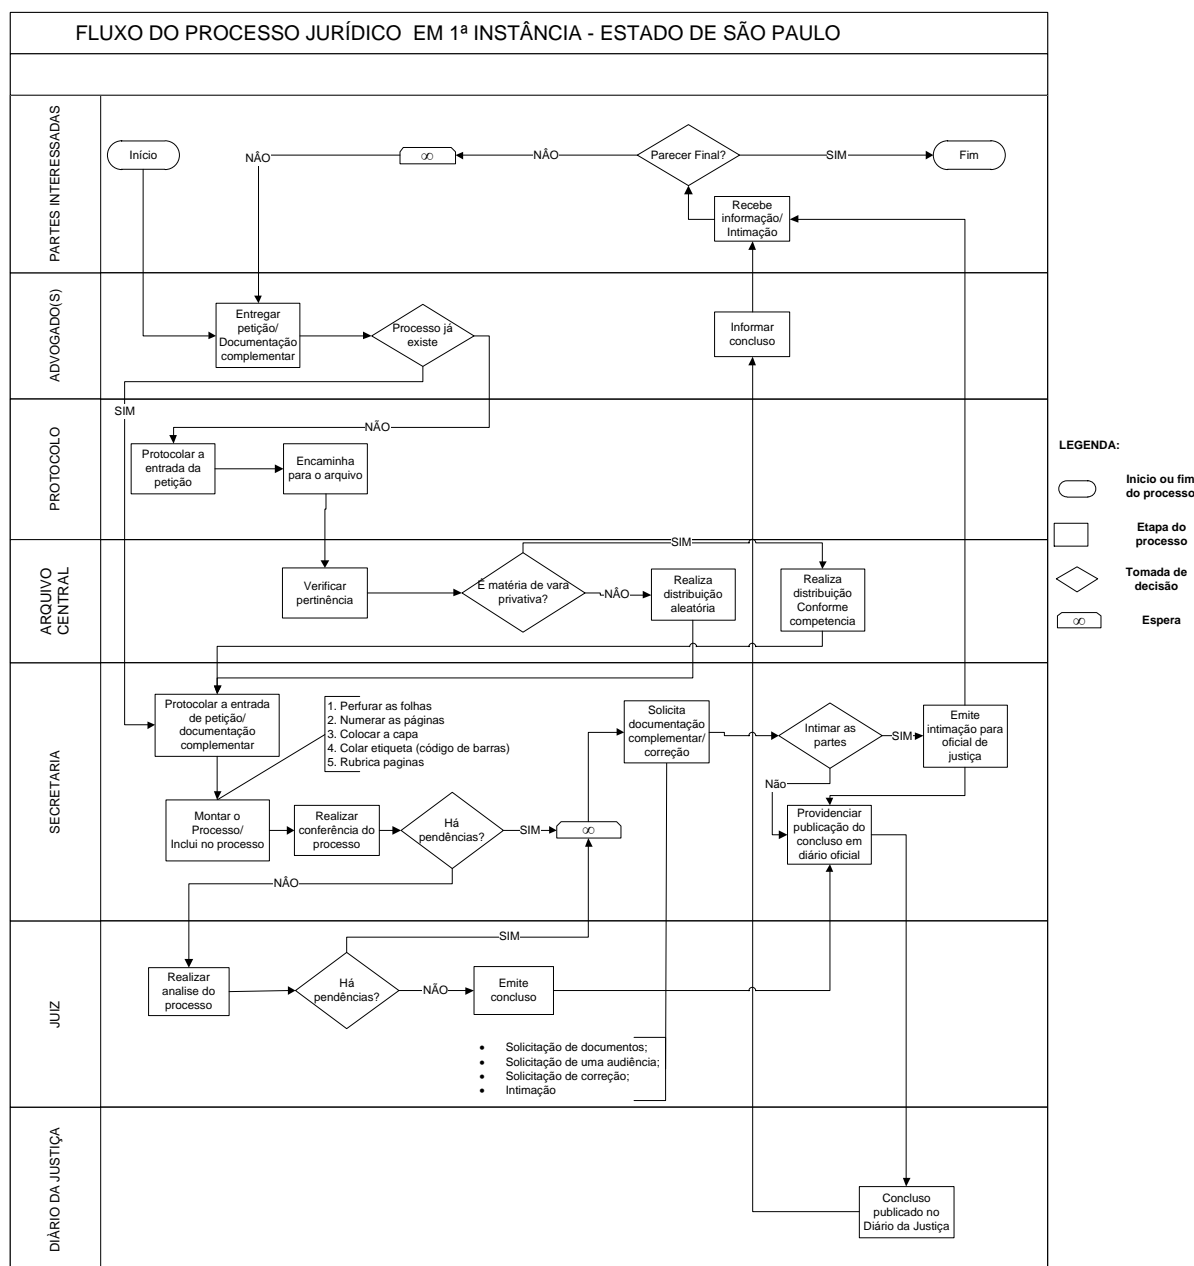 FLUXO DO PROCESSO JURÍDICO  EM 1ª INSTÂNCIA - ESTADO DE SÃO PAULO
PARTES INTERESSADAS
Início
NÂO
∞
NÂO
Parecer Final?
SIM
Fim
Recebe
informação/
Intimação
ADVOGADO(S)
Entregar
petição/
Documentação
complementar
Processo já
existe
Informar
concluso
SIM
NÃO
PROTOCOLO
Protocolar a
entrada da
petição
Encaminha
para o arquivo
LEGENDA:
Inicio ou fim
do processo
Etapa do
processo
Tomada de
decisão
∞
Espera
ARQUIVO
CENTRAL
Verificar
pertinência
É matéria de vara
privativa?
SIM
NÃO
Realiza
distribuição
aleatória
Realiza
distribuição
Conforme
competencia
SECRETARIA
Protocolar a entrada
de petição/
documentação
complementar
1. Perfurar as folhas
2. Numerar as páginas
3. Colocar a capa
4. Colar etiqueta (código de barras)
5. Rubrica paginas
Solicita
documentação
complementar/
correção
Intimar as
partes
SIM
Emite
intimação para
oficial de
justiça
Não
Montar o
Processo/
Inclui no processo
Realizar
conferência do
processo
Há
pendências?
SIM
∞
Providenciar
publicação do
concluso em
diário oficial
NÂO
JUIZ
SIM
Realizar
analise do
processo
Há
pendências?
NÃO
Emite
concluso
• Solicitação de documentos;
• Solicitação de uma audiência;
• Solicitação de correção;
• Intimação
DIÀRIO DA JUSTIÇA
Concluso
publicado no
Diário da Justiça